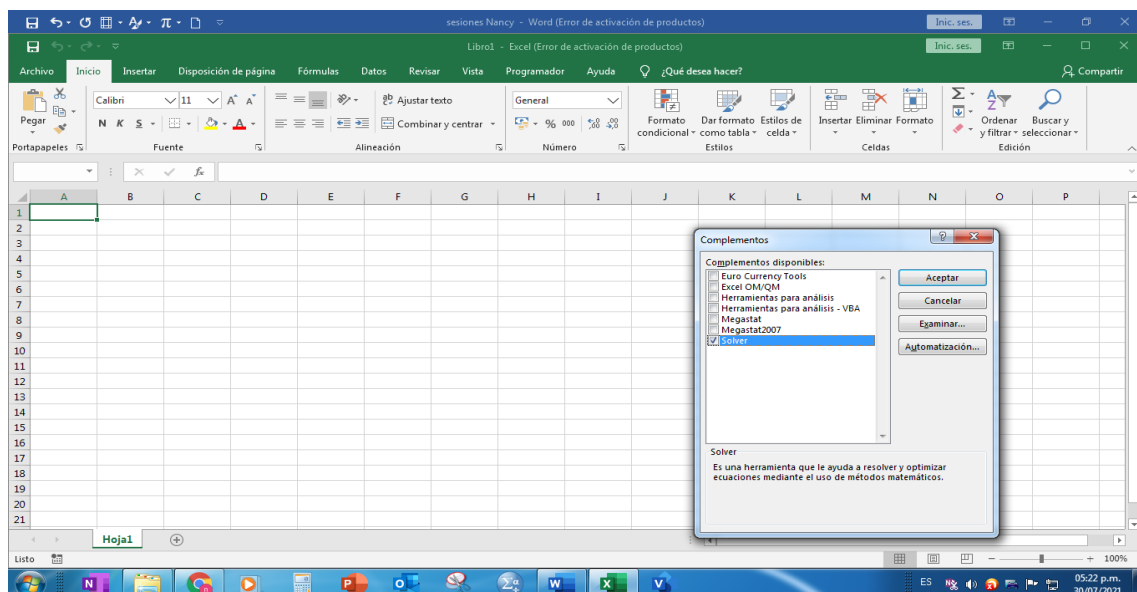 sesiones Nancy - Word (Error de activación de productos)
Inic. ses.
Libro1 - Excel (Error de activación de productos)
Inic. ses.
Archivo Inicio Insertar Disposición de página Fórmulas Datos Revisar Vista Programador Ayuda ¿Qué desea hacer? Compartir
Pegar
Portapapeles
Calibri 11 A A
N K S A
Fuente
Ajustar texto
Combinar y centrar
Alineación
General
% 000
Número
Formato condicional
Dar formato como tabla
Estilos de celda
Estilos
Insertar Eliminar Formato
Celdas
Ordenar y filtrar
Buscar y seleccionar
Edición
fx
A B C D E F G H I J K L M N O P
1
2
3
4
5
6
7
8
9
10
11
12
13
14
15
16
17
18
19
20
21
Complementos
Complementos disponibles:
Euro Currency Tools
Excel OM/QM
Herramientas para análisis
Herramientas para análisis - VBA
Megastat
Megastat2007
Solver
Aceptar
Cancelar
Examinar...
Automatización...
Solver
Es una herramienta que le ayuda a resolver y optimizar
ecuaciones mediante el uso de métodos matemáticos.
Hoja1
Listo
100%
ES
05:22 p.m.
30/07/2021